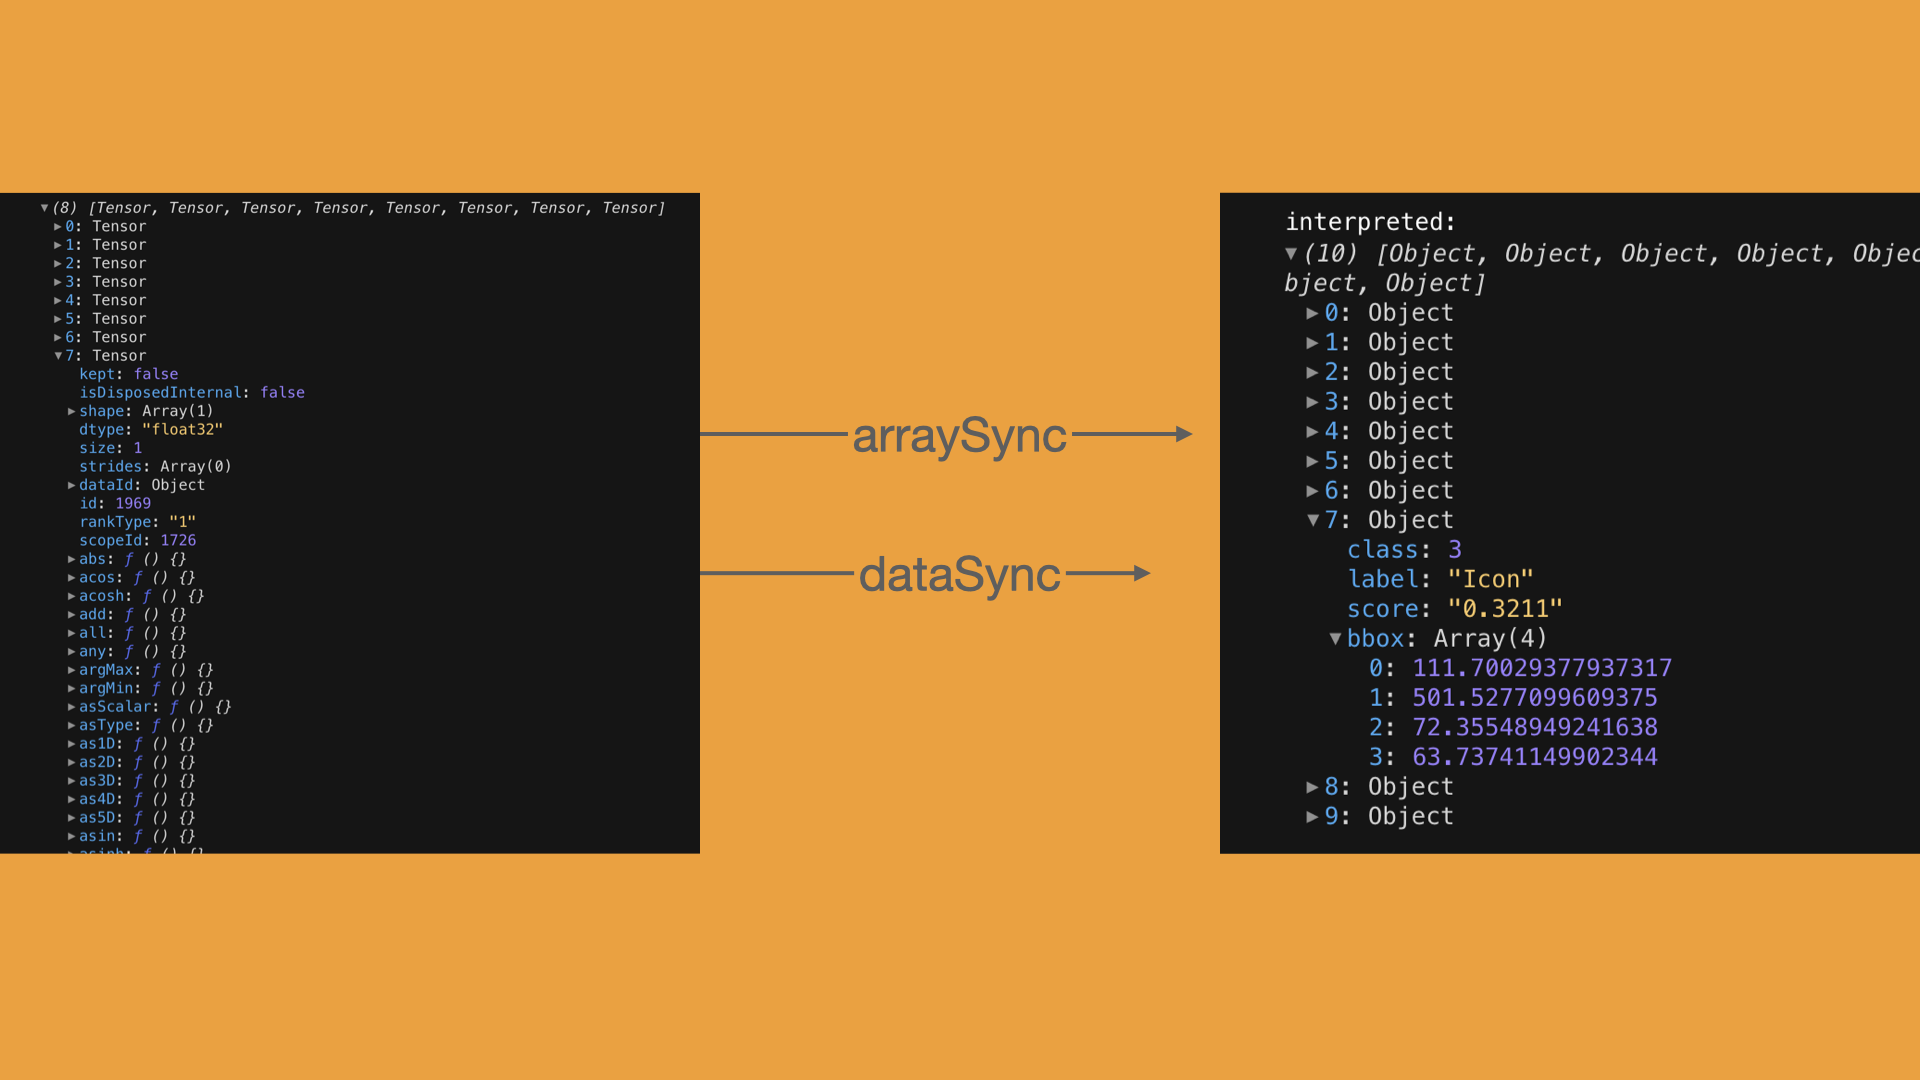 (8) [Tensor, Tensor, Tensor, Tensor, Tensor, Tensor, Tensor, Tensor]
0: Tensor
1: Tensor
2: Tensor
3: Tensor
4: Tensor
5: Tensor
6: Tensor
7: Tensor
kept: false
isDisposedInternal: false
shape: Array(1)
dtype: "float32"
size: 1
strides: Array(0)
dataId: Object
id: 1969
rankType: "1"
scopeId: 1726
abs: ƒ () {}
acos: ƒ () {}
acosh: ƒ () {}
add: ƒ () {}
all: ƒ () {}
any: ƒ () {}
argMax: ƒ () {}
argMin: ƒ () {}
asScalar: ƒ () {}
asType: ƒ () {}
as1D: ƒ () {}
as2D: ƒ () {}
as3D: ƒ () {}
as4D: ƒ () {}
as5D: ƒ () {}
asin: ƒ () {}
asinh: ƒ () {}
arraySync
dataSync
interpreted:
(10) [Object, Object, Object, Object, Objec
bject, Object]
0: Object
1: Object
2: Object
3: Object
4: Object
5: Object
6: Object
7: Object
class: 3
label: "Icon"
score: "0.3211"
bbox: Array(4)
0: 111.70029377937317
1: 501.5277099609375
2: 72.35548949241638
3: 63.73741149902344
8: Object
9: Object